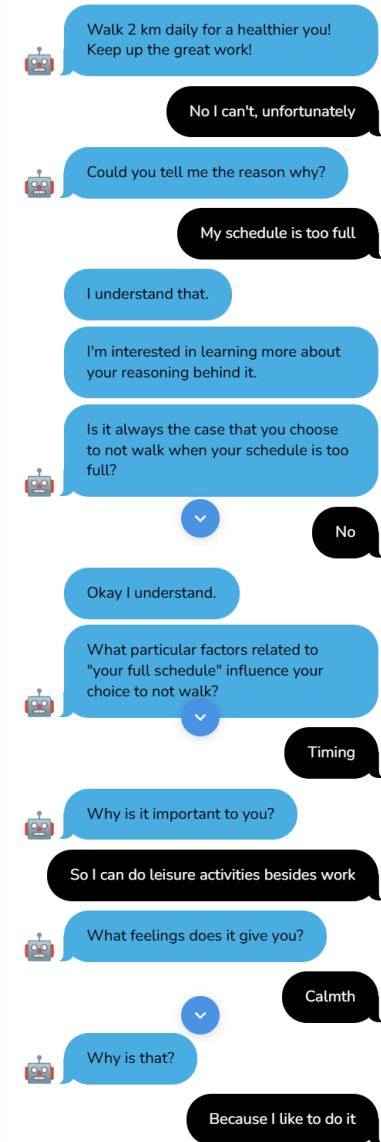 Walk 2 km daily for a healthier you!
Keep up the great work!
No I can't, unfortunately
Could you tell me the reason why?
My schedule is too full
I understand that.
I'm interested in learning more about
your reasoning behind it.
Is it always the case that you choose
to not walk when your schedule is too
full?
No
Okay I understand.
What particular factors related to
"your full schedule" influence your
choice to not walk?
Timing
Why is it important to you?
So I can do leisure activities besides work
What feelings does it give you?
Calmth
Why is that?
Because I like to do it